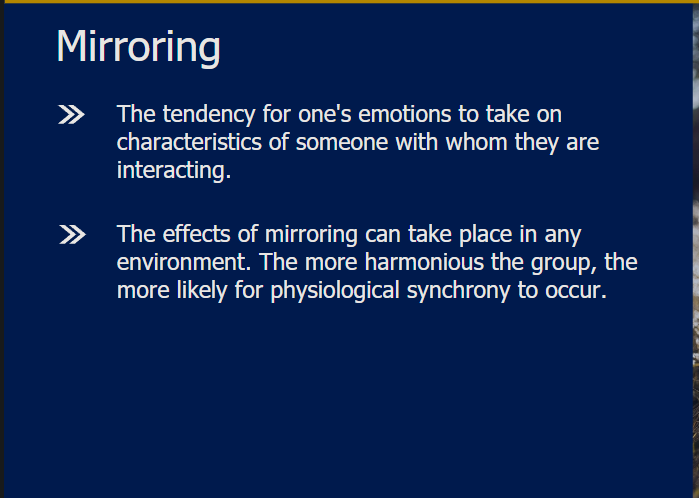 Mirroring
The tendency for one's emotions to take on
characteristics of someone with whom they are
interacting.
The effects of mirroring can take place in any
environment. The more harmonious the group, the
more likely for physiological synchrony to occur.